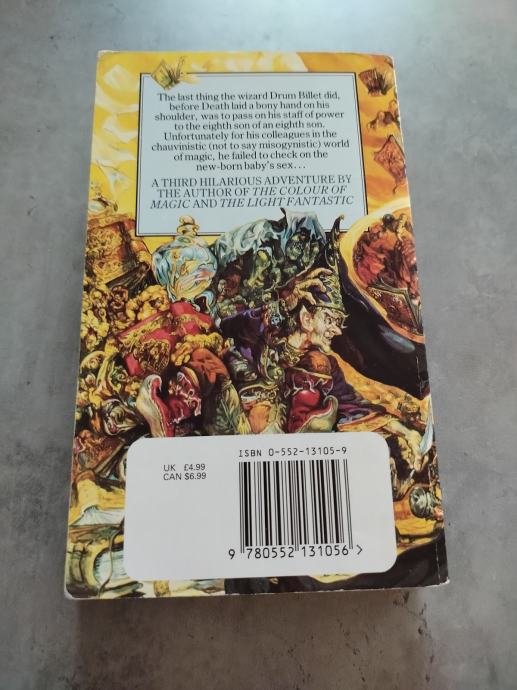 The last thing the wizard Drum Billet did,
before Death laid a bony hand on his
shoulder, was to pass on his staff of power
to the eighth son of an eighth son.
Unfortunately for his colleagues in the
chauvinistic (not to say misogynistic) world
of magic, he failed to check on the
new-born baby's sex...
A THIRD HILARIOUS ADVENTURE BY
THE AUTHOR OF THE COLOUR OF
MAGIC AND THE LIGHT FANTASTIC
ISBN 0-552-13105-9
UK £4.99
CAN $6.99
9 780552 131056 >